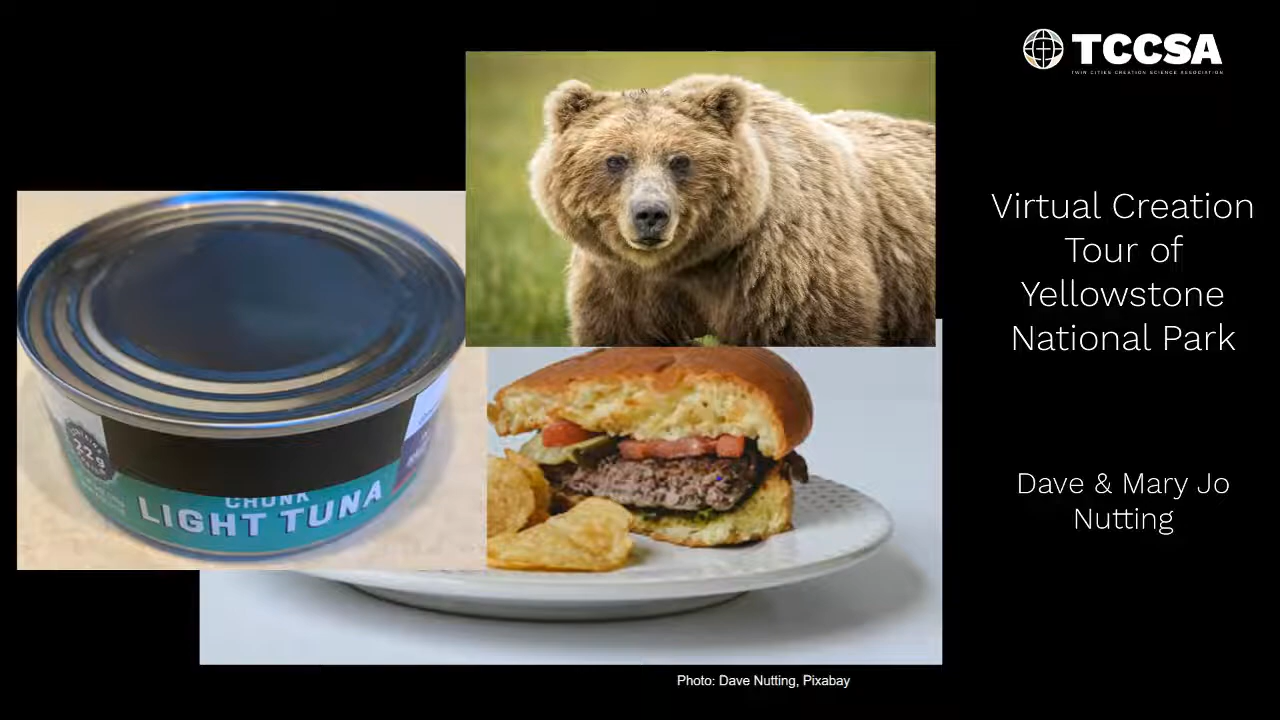 TCCSA
TWIN CITIES CREATION SCIENCE ASSOCIATION
Virtual Creation
Tour of
Yellowstone
National Park
22g
CHUNK
LIGHT TUNA
Dave & Mary Jo
Nutting
Photo: Dave Nutting, Pixabay